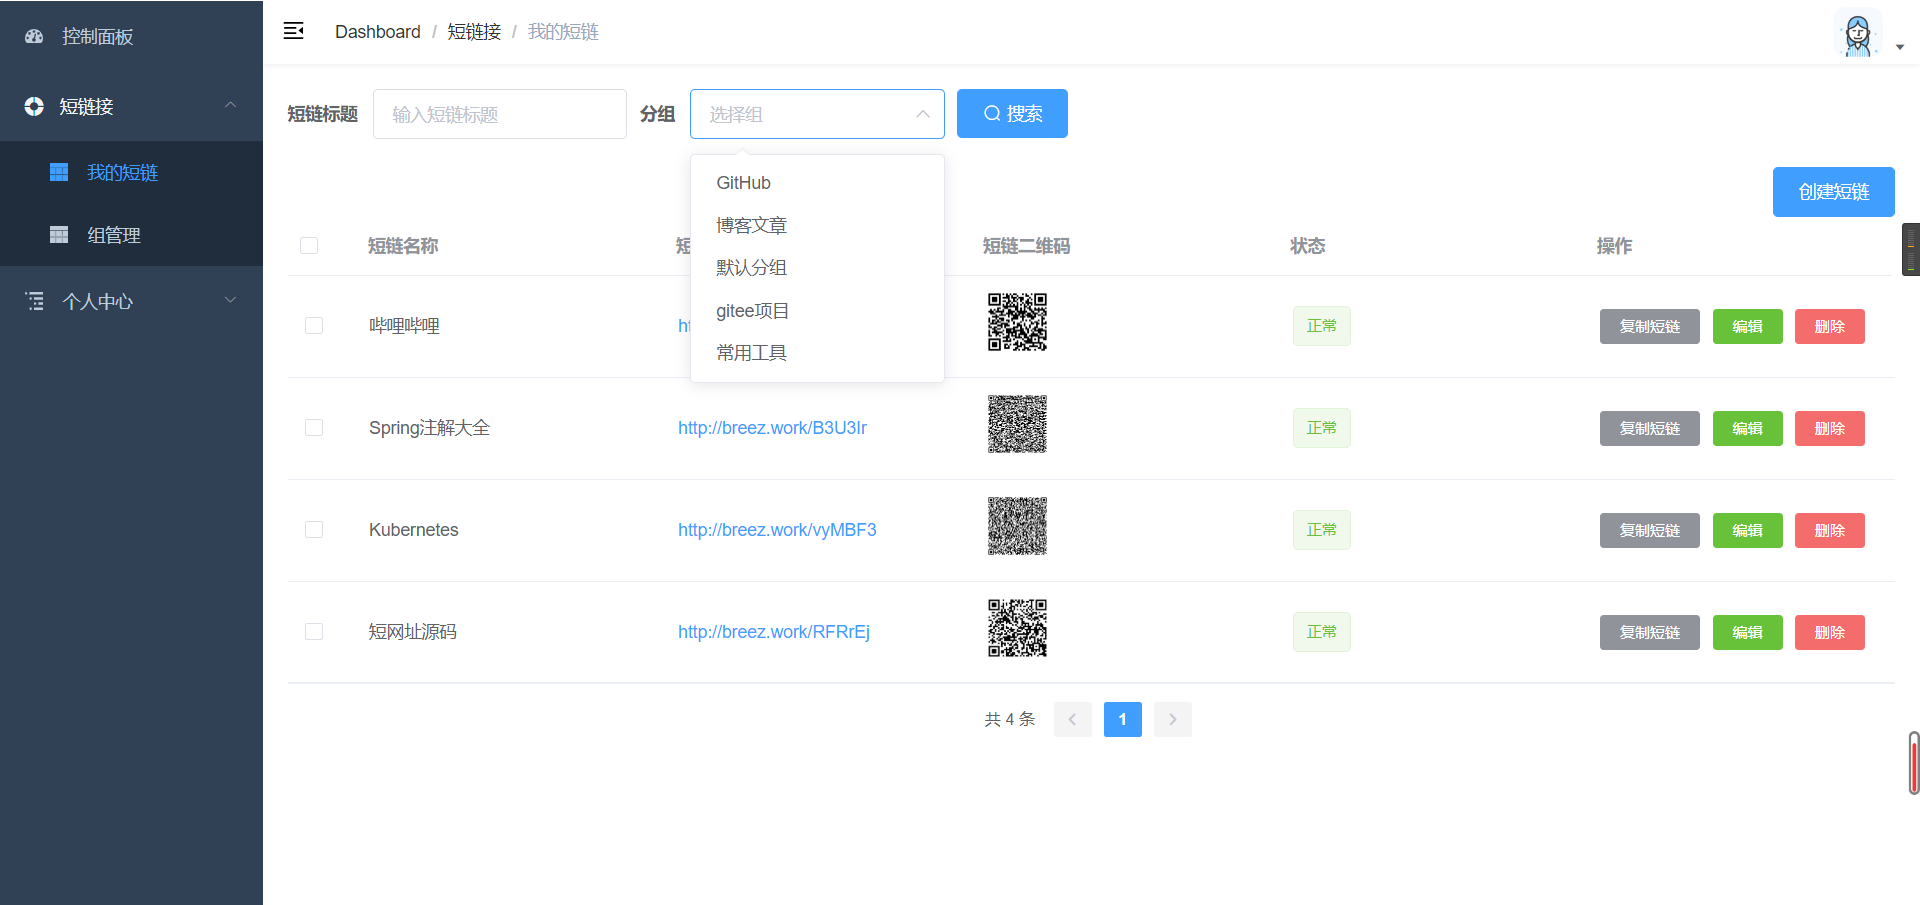 控制面板
短链接
我的短链
组管理
个人中心
Dashboard / 短链接 / 我的短链
短链标题 输入短链标题 分组 选择组 搜索
GitHub
博客文章
默认分组
gitee项目
常用工具
创建短链
短链名称 短 短链二维码 状态 操作
哔哩哔哩 ht 正常 复制短链 编辑 删除
Spring注解大全 http://breez.work/B3U3Ir 正常 复制短链 编辑 删除
Kubernetes http://breez.work/vyMBF3 正常 复制短链 编辑 删除
短网址源码 http://breez.work/RFRrEj 正常 复制短链 编辑 删除
共 4 条 1